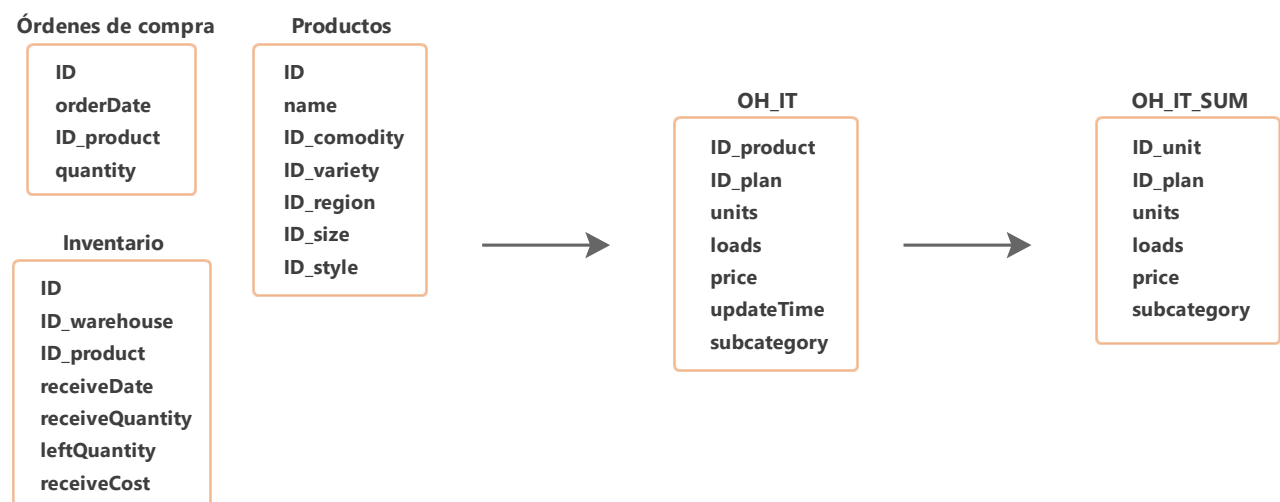 Órdenes de compra
ID
orderDate
ID_product
quantity
Productos
ID
name
ID_comodity
ID_variety
ID_region
ID_size
ID_style
Inventario
ID
ID_warehouse
ID_product
receiveDate
receiveQuantity
leftQuantity
receiveCost
OH_IT
ID_product
ID_plan
units
loads
price
updateTime
subcategory
OH_IT_SUM
ID_unit
ID_plan
units
loads
price
subcategory